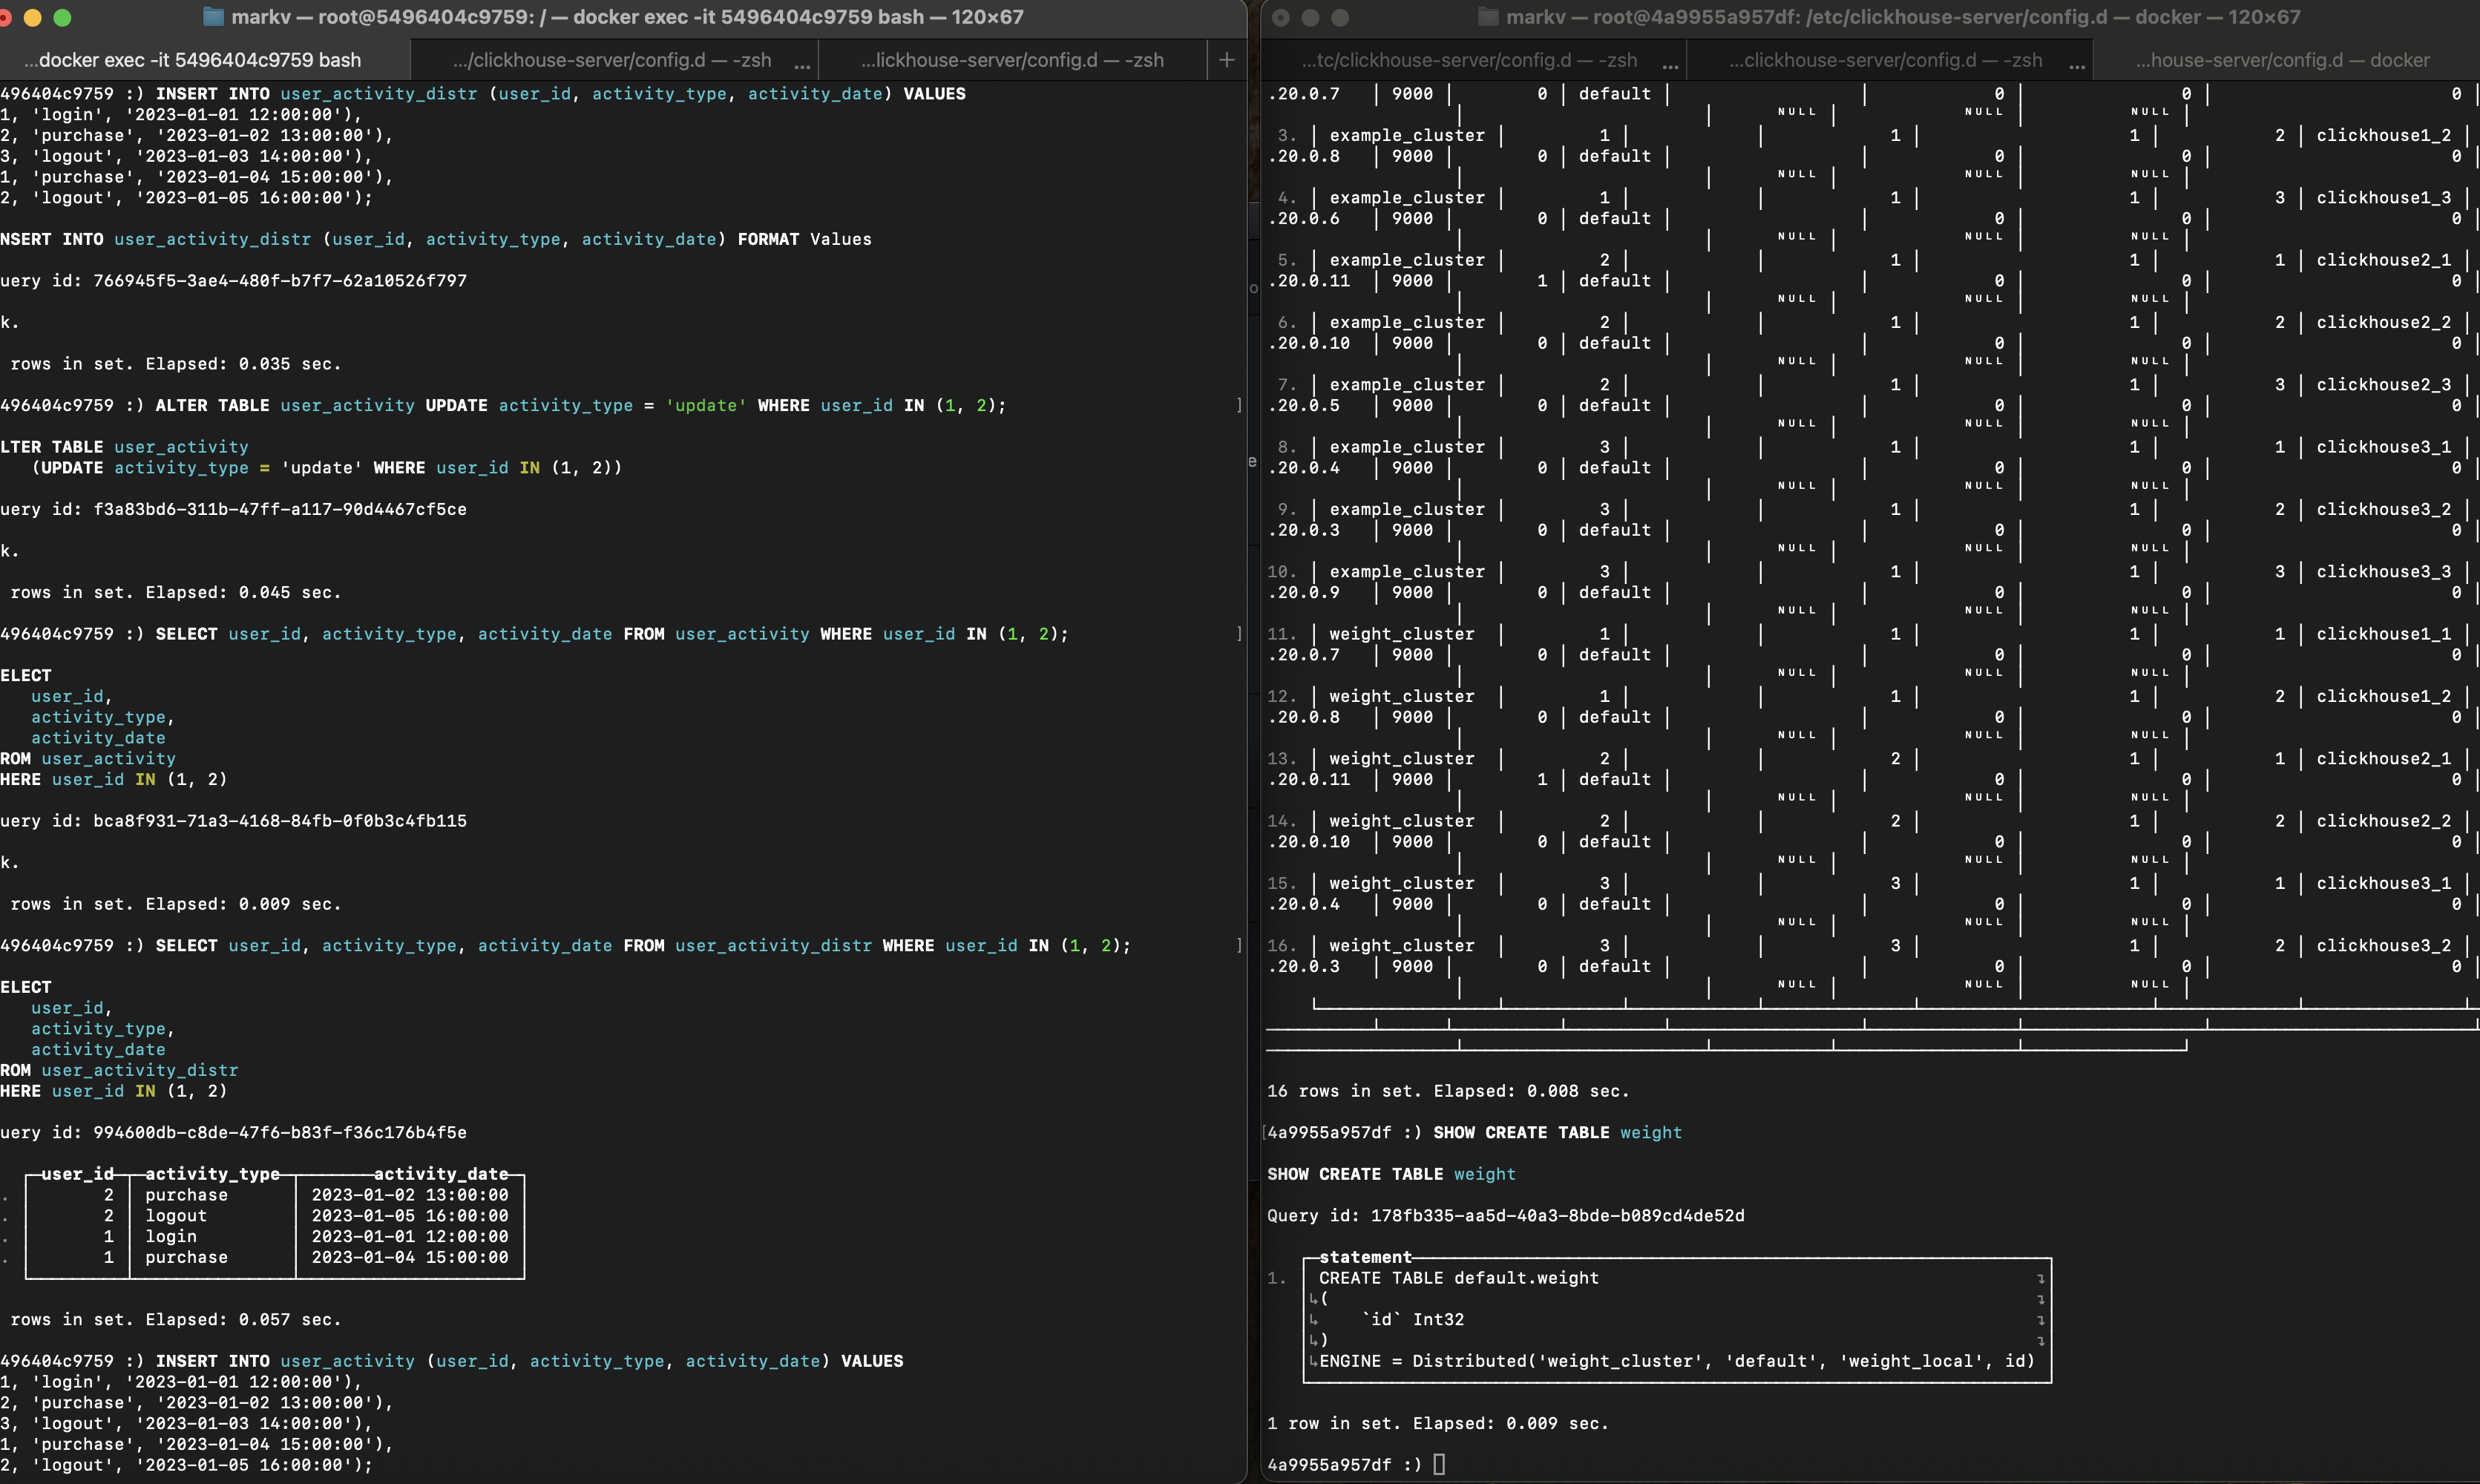 markv — root@5496404c9759: / — docker exec -it 5496404c9759 bash — 120×67
...docker exec -it 5496404c9759 bash
.../clickhouse-server/config.d — -zsh ...
...lickhouse-server/config.d — -zsh
+
496404c9759 :) INSERT INTO user_activity_distr (user_id, activity_type, activity_date) VALUES
1, 'login', '2023-01-01 12:00:00'),
2, 'purchase', '2023-01-02 13:00:00'),
3, 'logout', '2023-01-03 14:00:00'),
1, 'purchase', '2023-01-04 15:00:00'),
2, 'logout', '2023-01-05 16:00:00');
NSERT INTO user_activity_distr (user_id, activity_type, activity_date) FORMAT Values
uery id: 766945f5-3ae4-480f-b7f7-62a10526f797
k.
rows in set. Elapsed: 0.035 sec.
496404c9759 :) ALTER TABLE user_activity UPDATE activity_type = 'update' WHERE user_id IN (1, 2); ]
LTER TABLE user_activity
(UPDATE activity_type = 'update' WHERE user_id IN (1, 2))
uery id: f3a83bd6-311b-47ff-a117-90d4467cf5ce
k.
rows in set. Elapsed: 0.045 sec.
496404c9759 :) SELECT user_id, activity_type, activity_date FROM user_activity WHERE user_id IN (1, 2); ]
ELECT
user_id,
activity_type,
activity_date
ROM user_activity
HERE user_id IN (1, 2)
uery id: bca8f931-71a3-4168-84fb-0f0b3c4fb115
k.
rows in set. Elapsed: 0.009 sec.
496404c9759 :) SELECT user_id, activity_type, activity_date FROM user_activity_distr WHERE user_id IN (1, 2); ]
ELECT
user_id,
activity_type,
activity_date
ROM user_activity_distr
HERE user_id IN (1, 2)
uery id: 994600db-c8de-47f6-b83f-f36c176b4f5e
user_id activity_type activity_date
. 2 purchase 2023-01-02 13:00:00
. 2 logout 2023-01-05 16:00:00
. 1 login 2023-01-01 12:00:00
. 1 purchase 2023-01-04 15:00:00
rows in set. Elapsed: 0.057 sec.
496404c9759 :) INSERT INTO user_activity (user_id, activity_type, activity_date) VALUES
1, 'login', '2023-01-01 12:00:00'),
2, 'purchase', '2023-01-02 13:00:00'),
3, 'logout', '2023-01-03 14:00:00'),
1, 'purchase', '2023-01-04 15:00:00'),
2, 'logout', '2023-01-05 16:00:00');
markv — root@4a9955a957df: /etc/clickhouse-server/config.d — docker — 120×67
...tc/clickhouse-server/config.d — -zsh ...
...clickhouse-server/config.d — -zsh ...
...house-server/config.d — docker
.20.0.7 | 9000 | 0 | default | | 0 | 0 | 0 |
| | NULL | NULL | NULL |
3. | example_cluster | 1 | | 1 | 1 | 2 | clickhouse1_2 |
.20.0.8 | 9000 | 0 | default | | 0 | 0 | 0 |
| | NULL | NULL | NULL |
4. | example_cluster | 1 | | 1 | 1 | 3 | clickhouse1_3 |
.20.0.6 | 9000 | 0 | default | | 0 | 0 | 0 |
| | NULL | NULL | NULL |
5. | example_cluster | 2 | | 1 | 1 | 1 | clickhouse2_1 |
.20.0.11 | 9000 | 1 | default | | 0 | 0 | 0 |
| | NULL | NULL | NULL |
6. | example_cluster | 2 | | 1 | 1 | 2 | clickhouse2_2 |
.20.0.10 | 9000 | 0 | default | | 0 | 0 | 0 |
| | NULL | NULL | NULL |
7. | example_cluster | 2 | | 1 | 1 | 3 | clickhouse2_3 |
.20.0.5 | 9000 | 0 | default | | 0 | 0 | 0 |
| | NULL | NULL | NULL |
8. | example_cluster | 3 | | 1 | 1 | 1 | clickhouse3_1 |
.20.0.4 | 9000 | 0 | default | | 0 | 0 | 0 |
| | NULL | NULL | NULL |
9. | example_cluster | 3 | | 1 | 1 | 2 | clickhouse3_2 |
.20.0.3 | 9000 | 0 | default | | 0 | 0 | 0 |
| | NULL | NULL | NULL |
10. | example_cluster | 3 | | 1 | 1 | 3 | clickhouse3_3 |
.20.0.9 | 9000 | 0 | default | | 0 | 0 | 0 |
| | NULL | NULL | NULL |
11. | weight_cluster | 1 | | 1 | 1 | 1 | clickhouse1_1 |
.20.0.7 | 9000 | 0 | default | | 0 | 0 | 0 |
| | NULL | NULL | NULL |
12. | weight_cluster | 1 | | 1 | 1 | 2 | clickhouse1_2 |
.20.0.8 | 9000 | 0 | default | | 0 | 0 | 0 |
| | NULL | NULL | NULL |
13. | weight_cluster | 2 | | 2 | 1 | 1 | clickhouse2_1 |
.20.0.11 | 9000 | 1 | default | | 0 | 0 | 0 |
| | NULL | NULL | NULL |
14. | weight_cluster | 2 | | 2 | 1 | 2 | clickhouse2_2 |
.20.0.10 | 9000 | 0 | default | | 0 | 0 | 0 |
| | NULL | NULL | NULL |
15. | weight_cluster | 3 | | 3 | 1 | 1 | clickhouse3_1 |
.20.0.4 | 9000 | 0 | default | | 0 | 0 | 0 |
| | NULL | NULL | NULL |
16. | weight_cluster | 3 | | 3 | 1 | 2 | clickhouse3_2 |
.20.0.3 | 9000 | 0 | default | | 0 | 0 | 0 |
| | NULL | NULL | NULL |
16 rows in set. Elapsed: 0.008 sec.
[4a9955a957df :) SHOW CREATE TABLE weight
SHOW CREATE TABLE weight
Query id: 178fb335-aa5d-40a3-8bde-b089cd4de52d
statement
1. CREATE TABLE default.weight
(
`id` Int32
)
ENGINE = Distributed('weight_cluster', 'default', 'weight_local', id)
1 row in set. Elapsed: 0.009 sec.
4a9955a957df :)